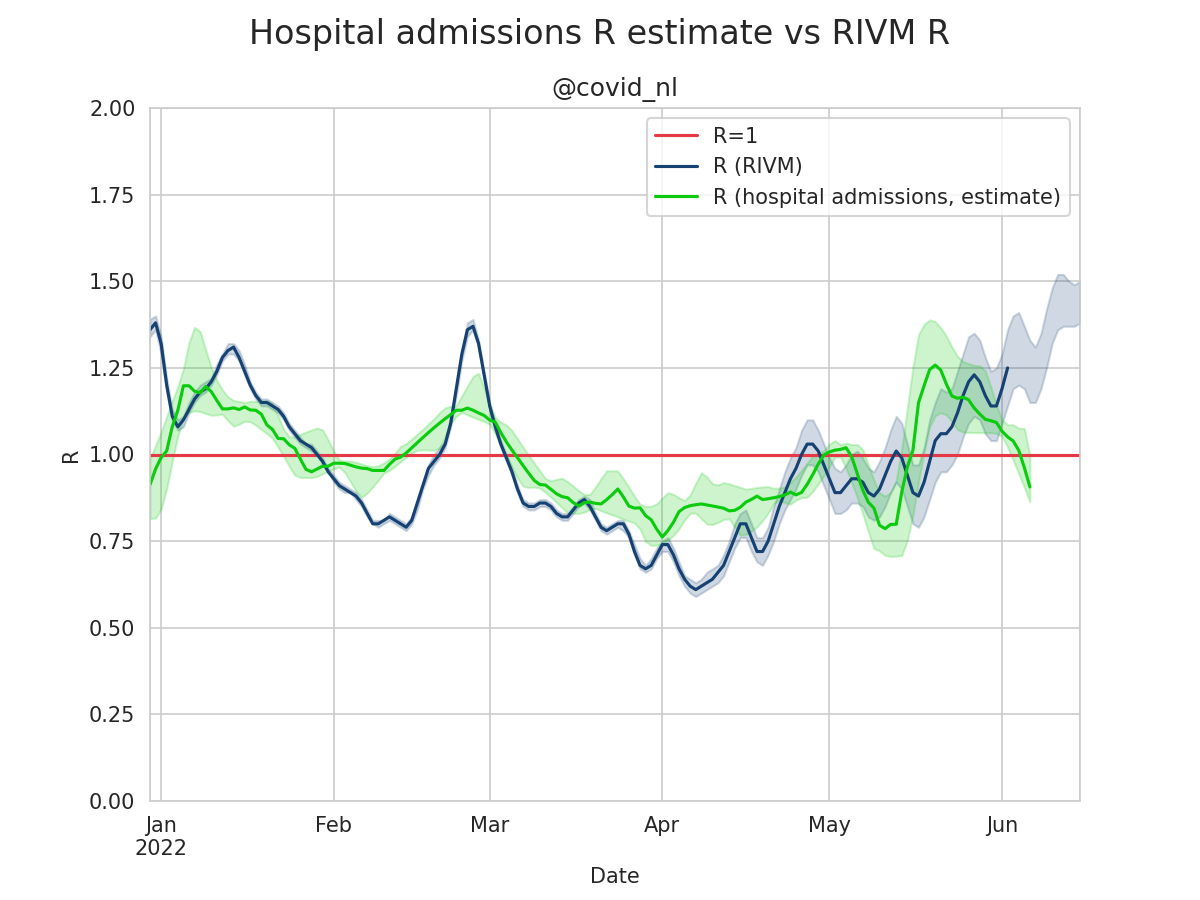 Hospital admissions R estimate vs RIVM R
@covid_nl
R=1
R (RIVM)
R (hospital admissions, estimate)
2.00
1.75
1.50
1.25
1.00
0.75
0.50
0.25
0.00
R
Jan Feb Mar Apr May Jun
2022
Date